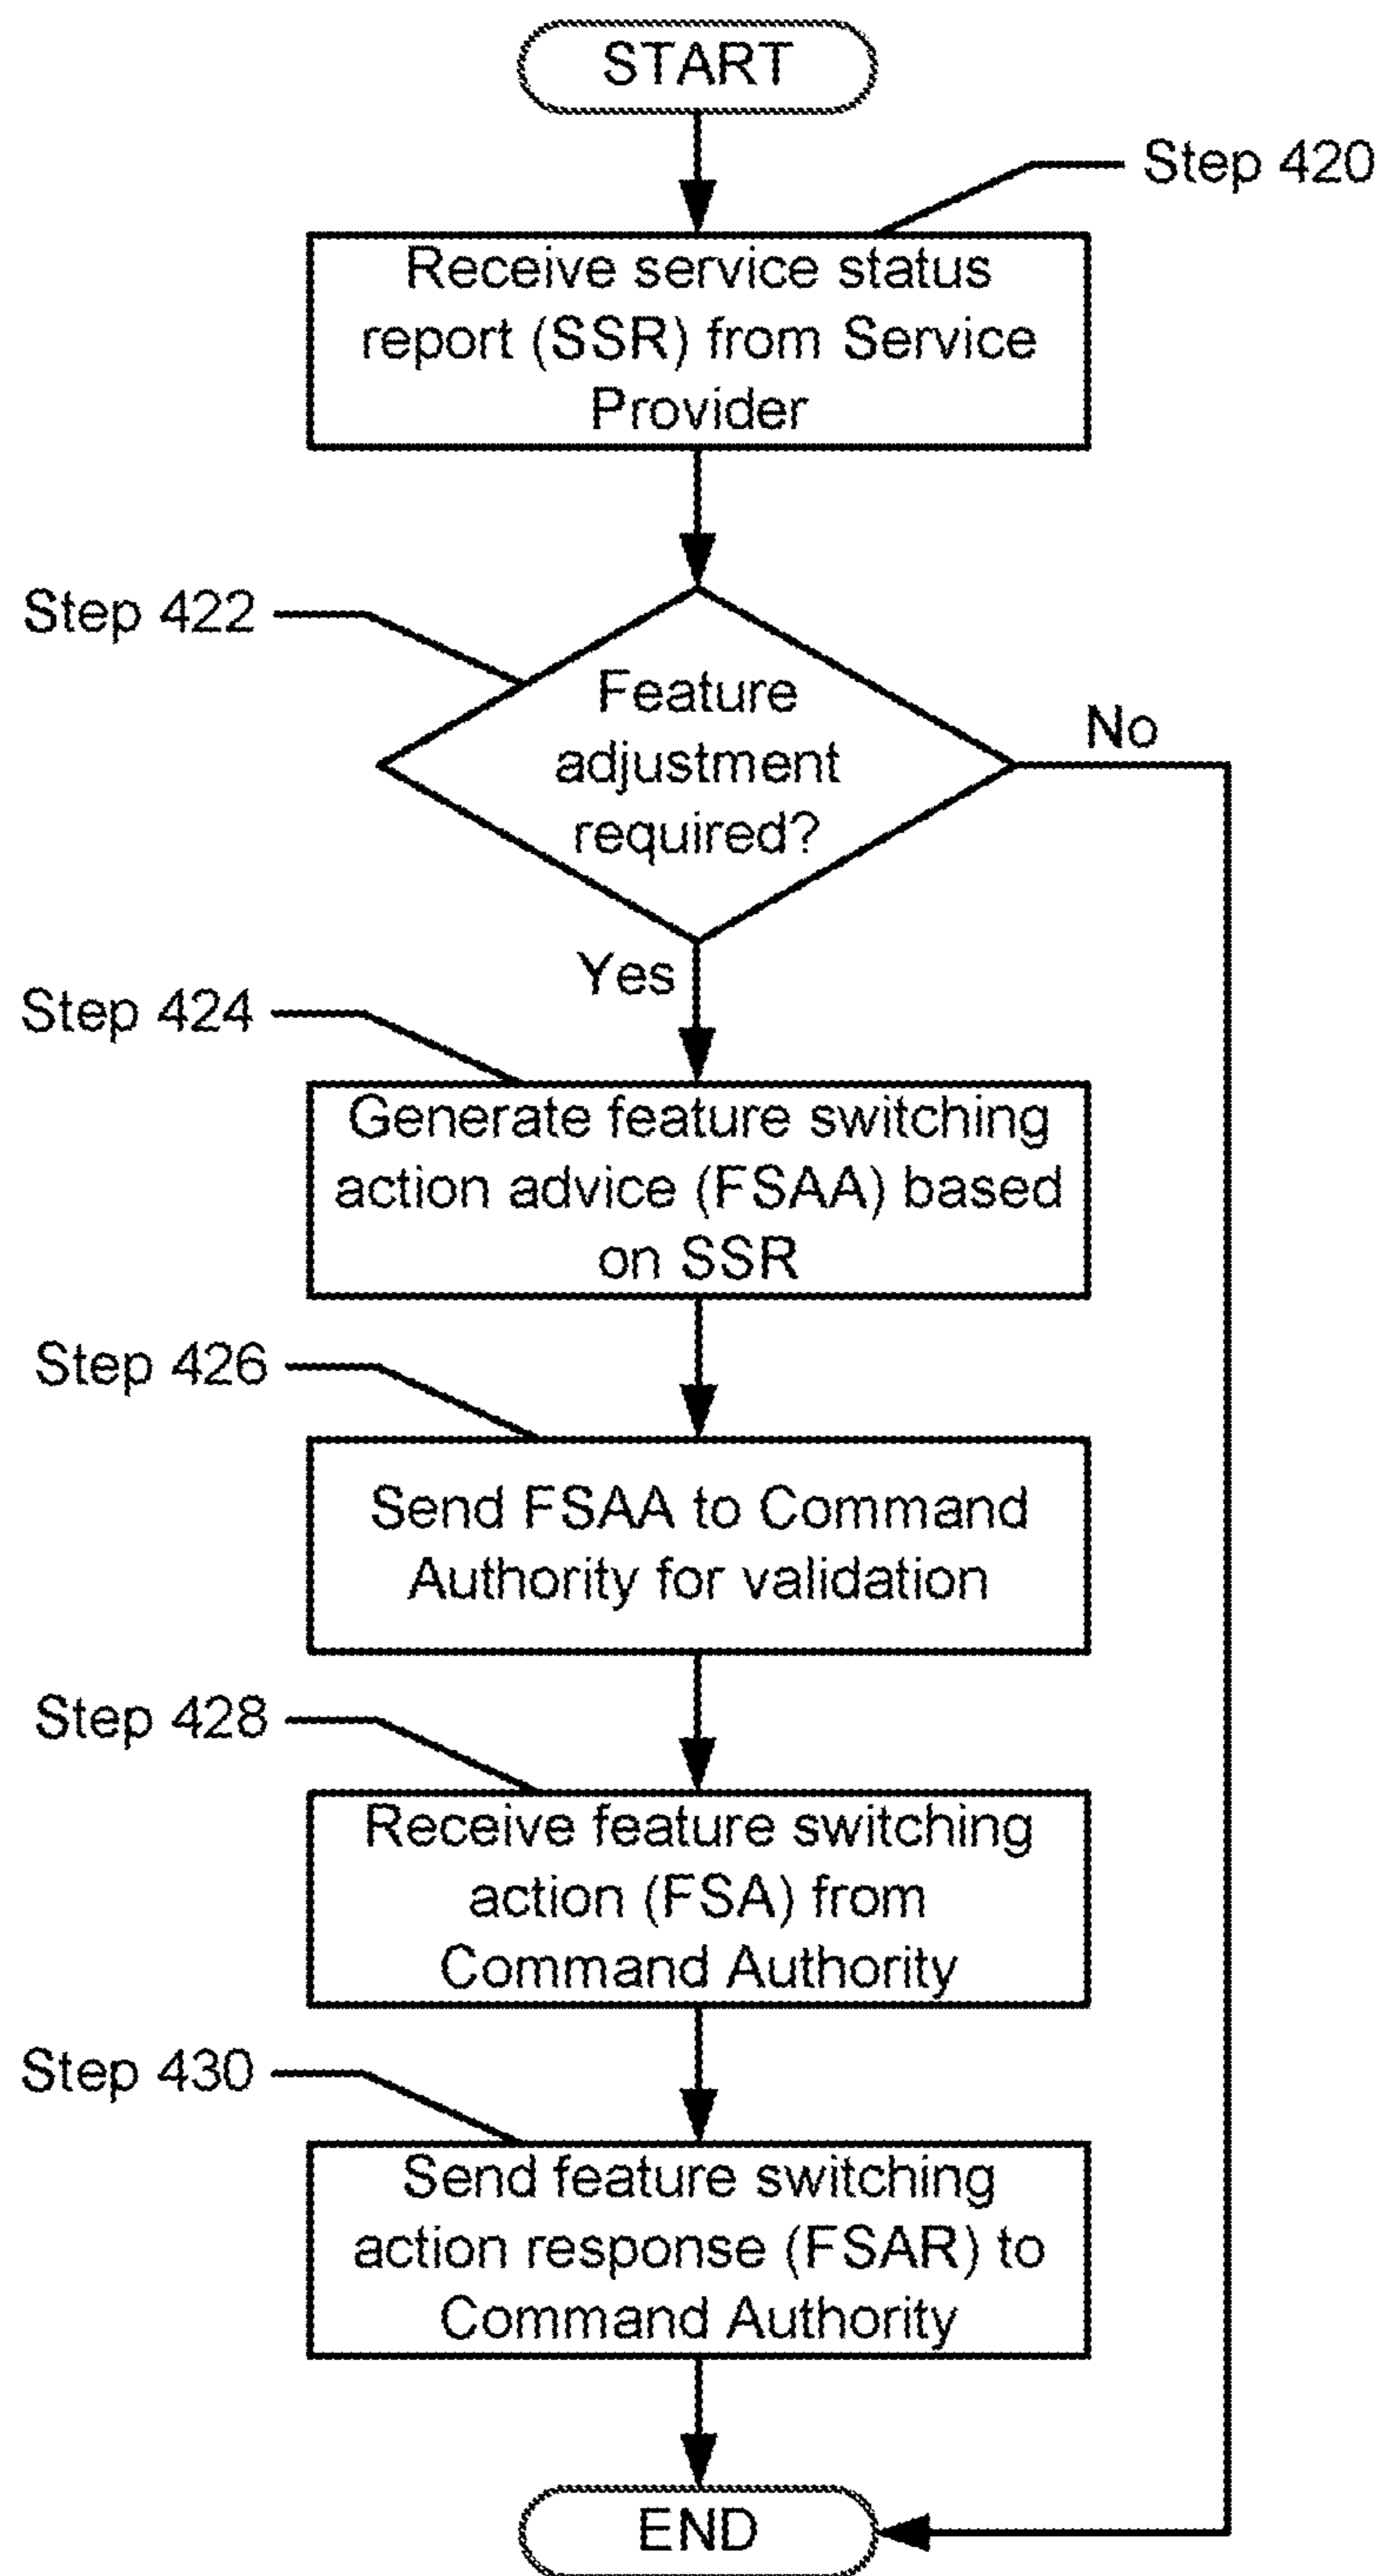 START
Step 420
Receive service status
report (SSR) from Service
Provider
Step 422
Feature
adjustment
required?
No
Yes
Step 424
Generate feature switching
action advice (FSAA) based
on SSR
Step 426
Send FSAA to Command
Authority for validation
Step 428
Receive feature switching
action (FSA) from
Command Authority
Step 430
Send feature switching
action response (FSAR) to
Command Authority
END